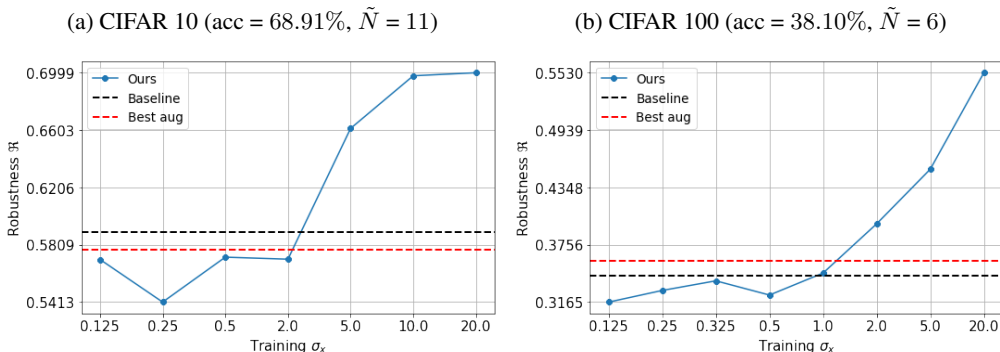 (a) CIFAR 10 (acc = 68.91%, Ñ = 11)
0.6999
0.6603
0.6206
0.5809
0.5413
Robustness ℜ
Ours
Baseline
Best aug
0.125 0.25 0.5 2.0 5.0 10.0 20.0
Training σₓ
(b) CIFAR 100 (acc = 38.10%, Ñ = 6)
0.5530
0.4939
0.4348
0.3756
0.3165
Robustness ℜ
Ours
Baseline
Best aug
0.125 0.25 0.325 0.5 1.0 2.0 5.0 20.0
Training σₓ